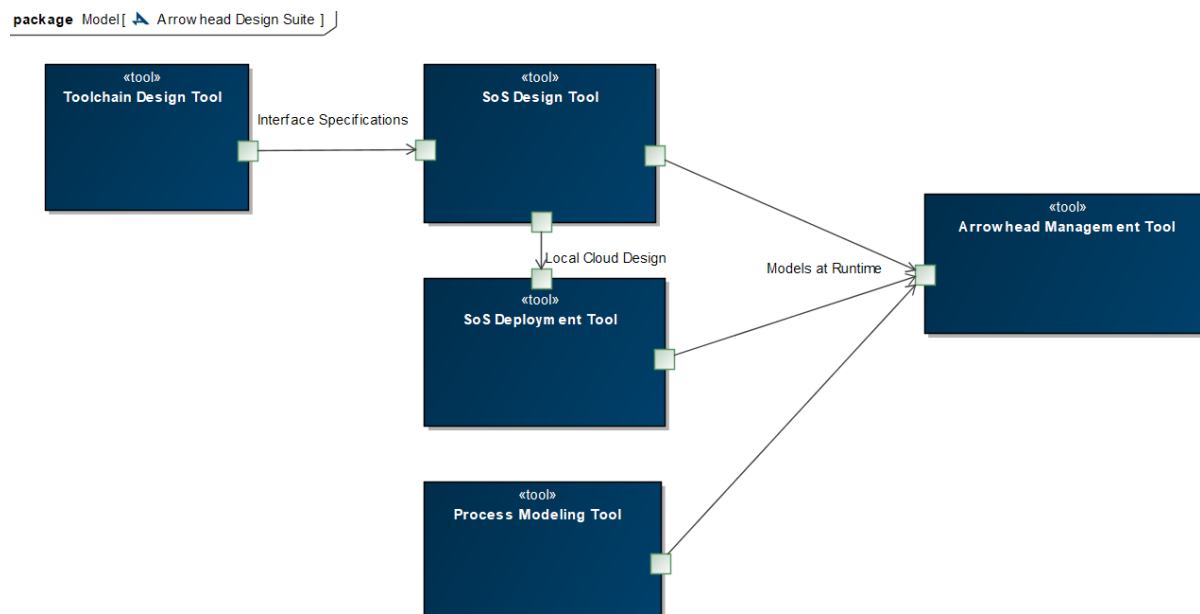 package Model[ Arrowhead Design Suite ]
«tool»
Toolchain Design Tool
Interface Specifications
«tool»
SoS Design Tool
Local Cloud Design
«tool»
SoS Deployment Tool
«tool»
Process Modeling Tool
Models at Runtime
«tool»
Arrowhead Management Tool